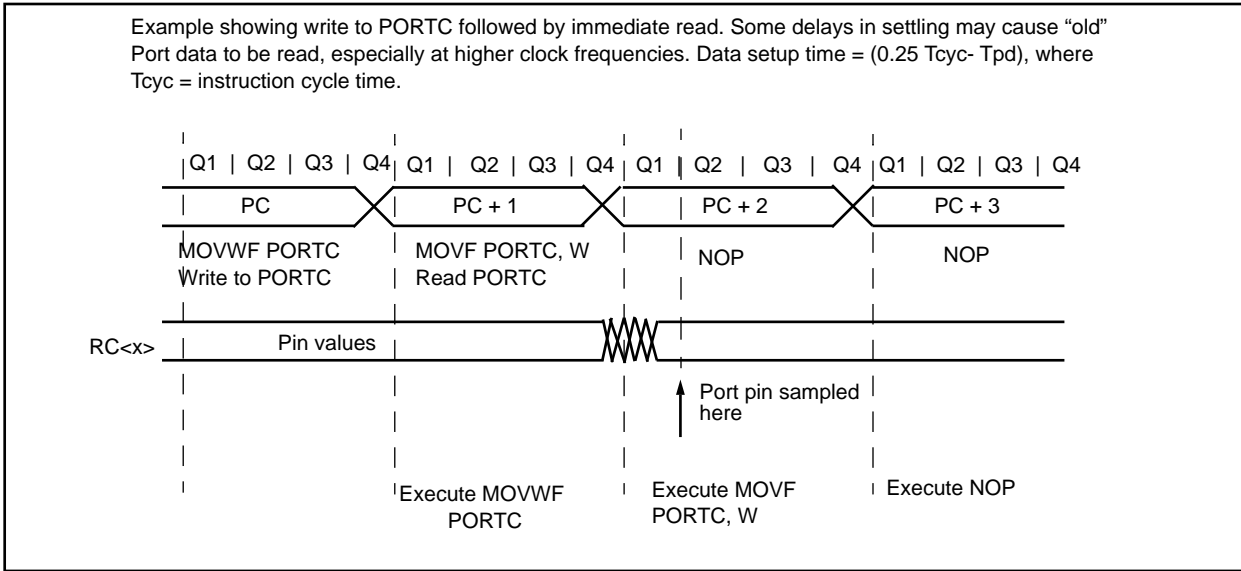 Example showing write to PORTC followed by immediate read. Some delays in settling may cause “old”
Port data to be read, especially at higher clock frequencies. Data setup time = (0.25 Tcyc- Tpd), where
Tcyc = instruction cycle time.
Q1 | Q2 | Q3 | Q4 Q1 | Q2 | Q3 | Q4 Q1 | Q2 | Q3 | Q4 Q1 | Q2 | Q3 | Q4
PC PC + 1 PC + 2 PC + 3
MOVWF PORTC MOVF PORTC, W NOP NOP
Write to PORTC Read PORTC
RC<x> Pin values
Port pin sampled
here
Execute MOVWF Execute MOVF Execute NOP
PORTC PORTC, W